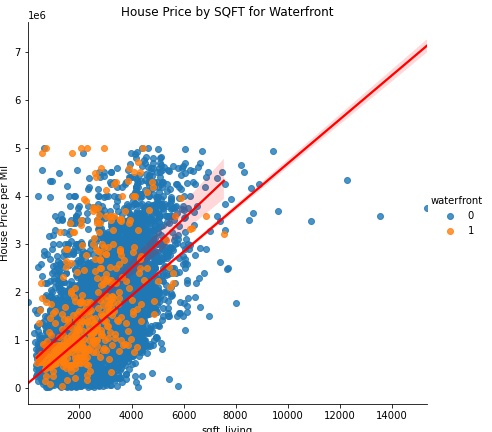 House Price by SQFT for Waterfront
1e6
7
6
5
4
3
2
1
0
House Price per Mil
2000 4000 6000 8000 10000 12000 14000
sqft_living
waterfront
0
1